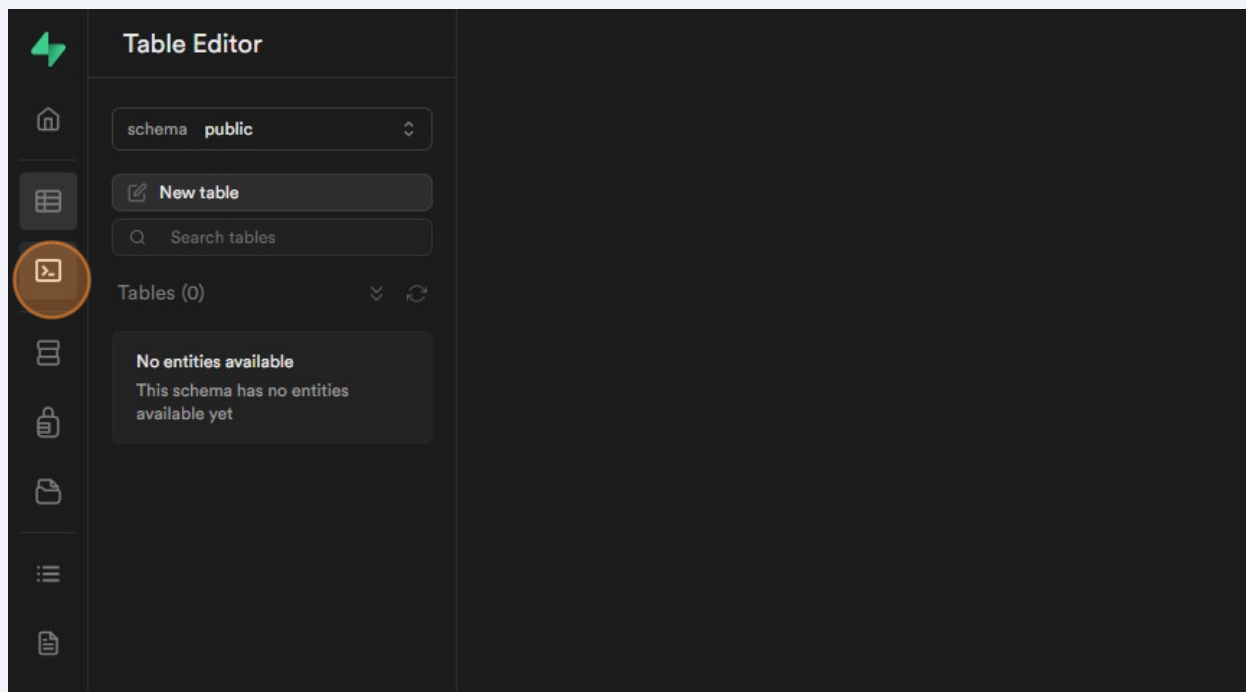 Table Editor
schema public
New table
Search tables
Tables (0)
No entities available
This schema has no entities
available yet